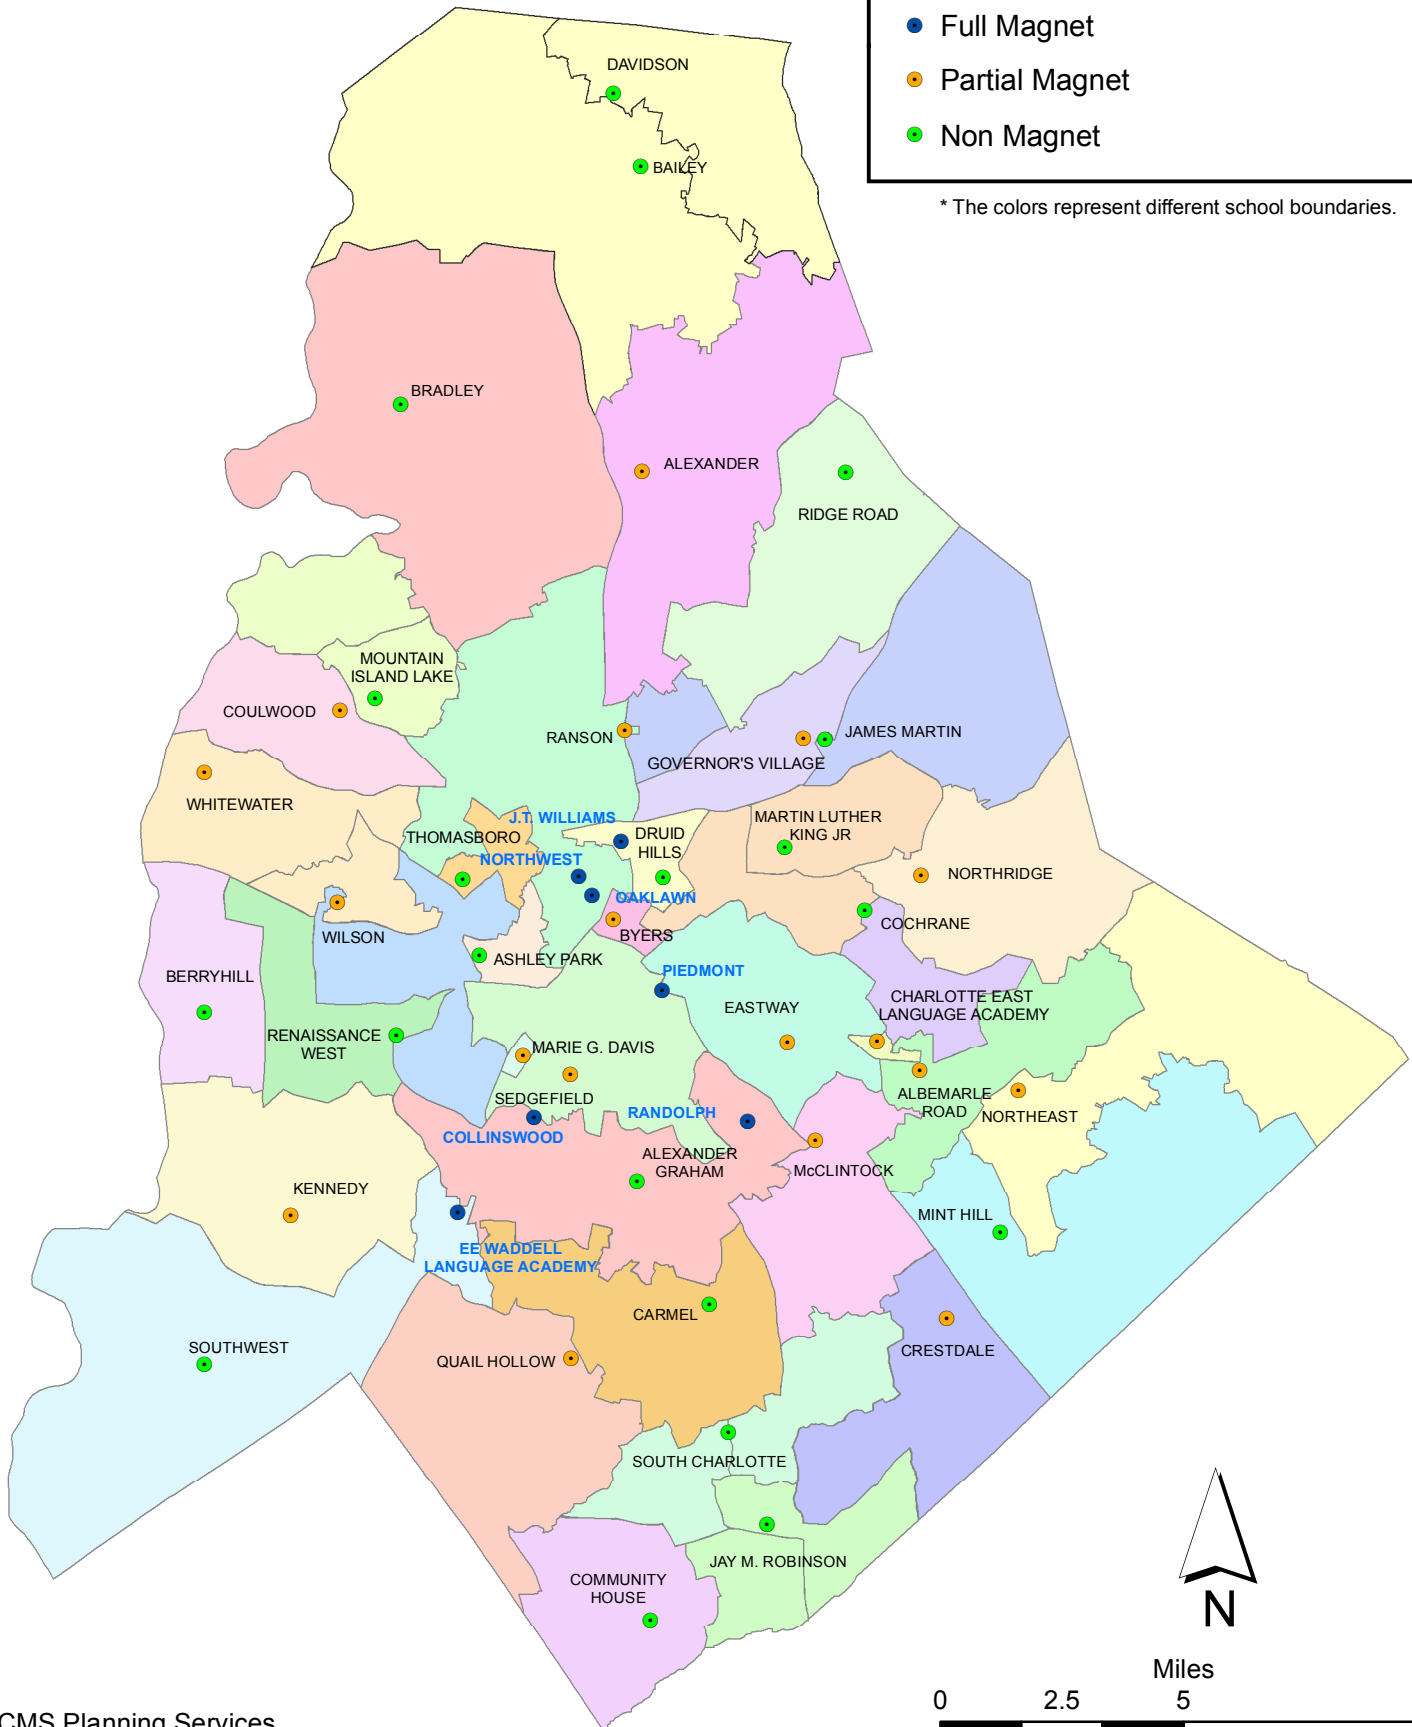 Full Magnet
Partial Magnet
Non Magnet
* The colors represent different school boundaries.
DAVIDSON
BAILEY
BRADLEY
ALEXANDER
RIDGE ROAD
MOUNTAIN
ISLAND LAKE
COULWOOD
RANSON
JAMES MARTIN
GOVERNOR'S VILLAGE
WHITEWATER
J.T. WILLIAMS
MARTIN LUTHER
KING JR
THOMASBORO
DRUID
HILLS
NORTHWEST
NORTHRIDGE
OAKLAWN
COCHRANE
BYERS
WILSON
ASHLEY PARK
PIEDMONT
BERRYHILL
CHARLOTTE EAST
LANGUAGE ACADEMY
EASTWAY
RENAISSANCE
WEST
MARIE G. DAVIS
ALBEMARLE
ROAD
SEDGEFIELD
RANDOLPH
NORTHEAST
COLLINSWOOD
ALEXANDER
GRAHAM
McCLINTOCK
KENNEDY
MINT HILL
EE WADDELL
LANGUAGE ACADEMY
CARMEL
SOUTHWEST
CRESTDALE
QUAIL HOLLOW
SOUTH CHARLOTTE
JAY M. ROBINSON
COMMUNITY
HOUSE
N
Miles
0 2.5 5
CMS Planning Services